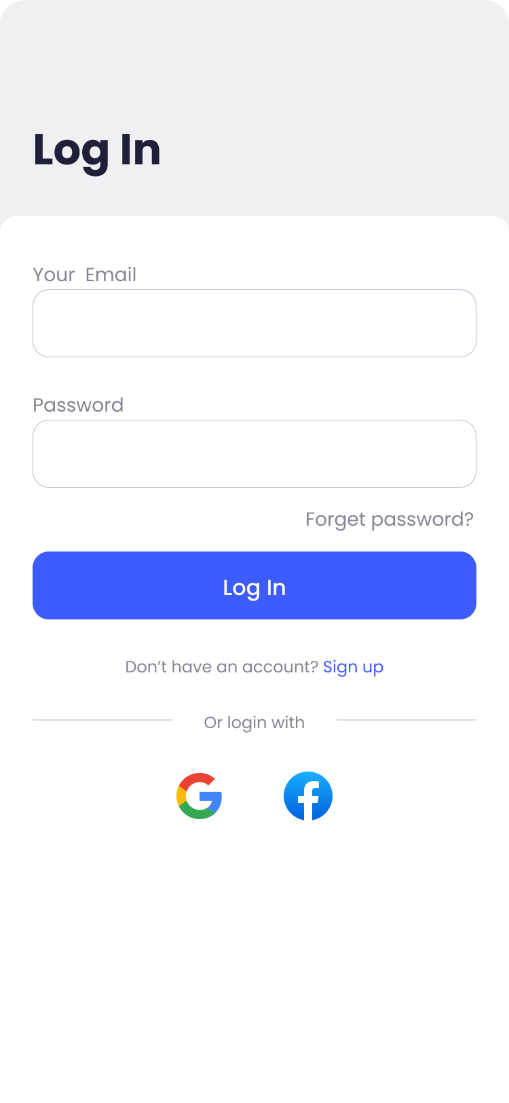 Log In
Your  Email
Password
Forget password?
Log In
Don’t have an account? Sign up
Or login with